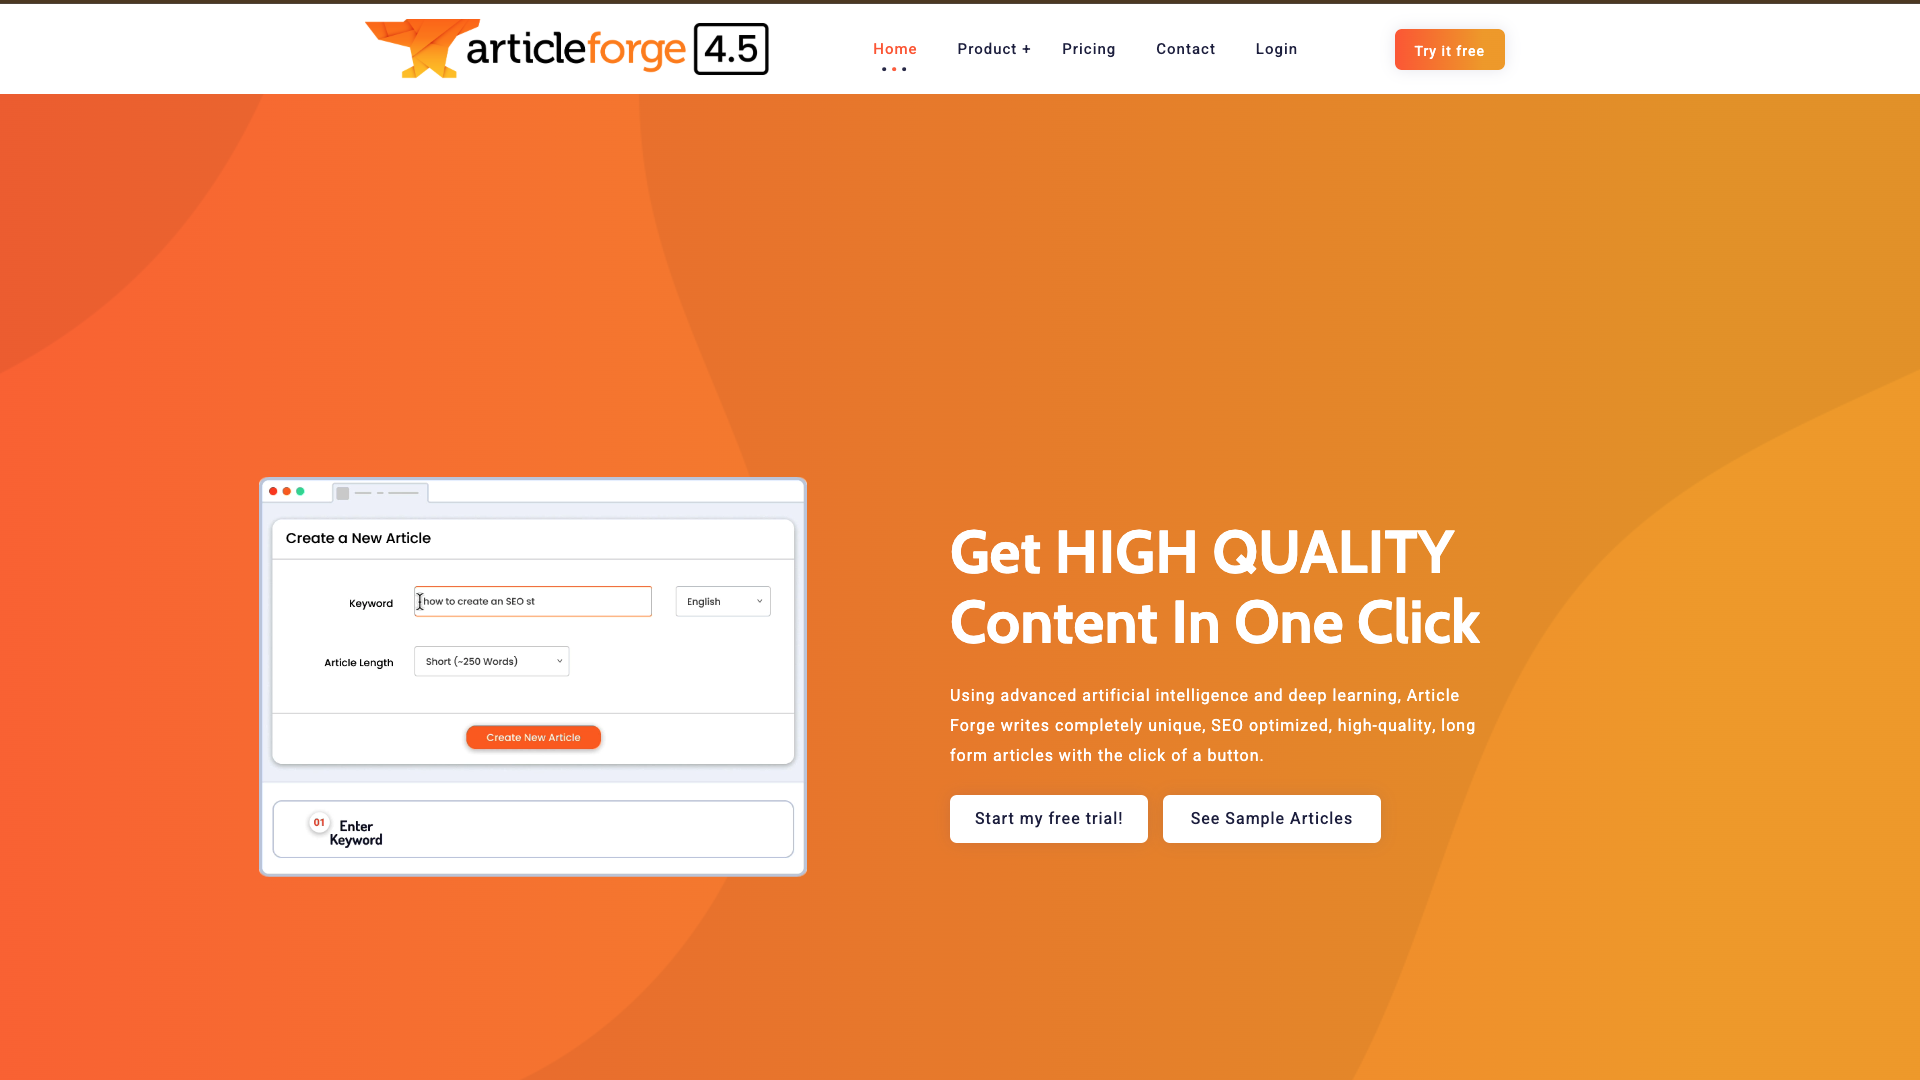 articleforge 4.5
Home
Product +
Pricing
Contact
Login
Try it free
Create a New Article
Keyword
how to create an SEO st
English
Article Length
Short (~250 Words)
Create New Article
01
Enter
Keyword
Get HIGH QUALITY
Content In One Click
Using advanced artificial intelligence and deep learning, Article
Forge writes completely unique, SEO optimized, high-quality, long
form articles with the click of a button.
Start my free trial!
See Sample Articles